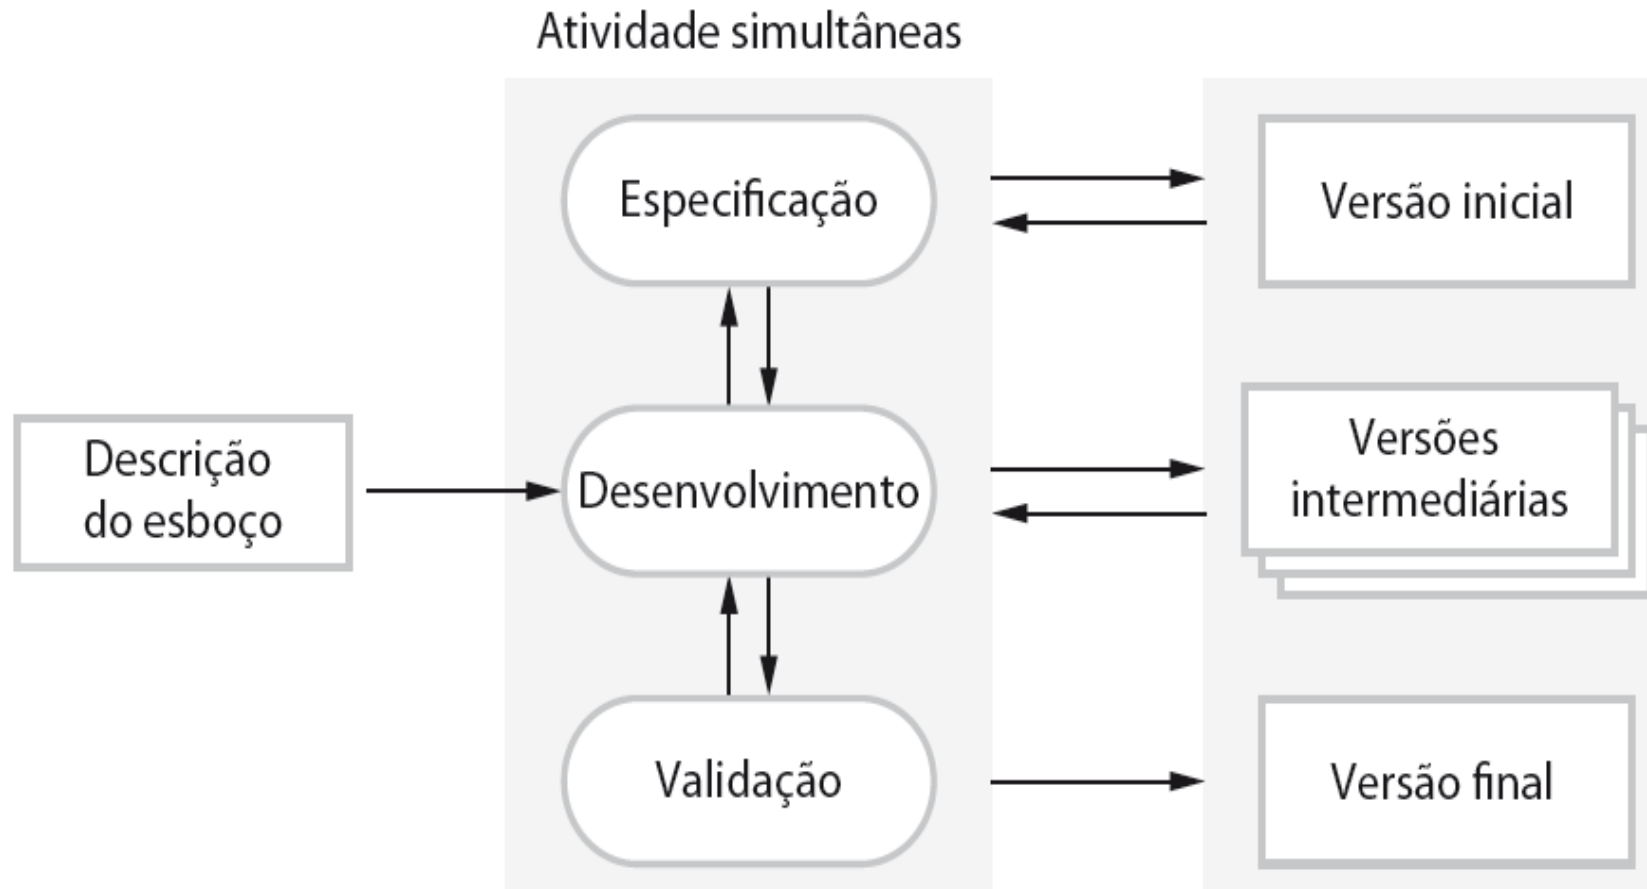 Atividade simultâneas
Especificação
Versão inicial
Descrição
do esboço
Desenvolvimento
Versões
intermediárias
Validação
Versão final